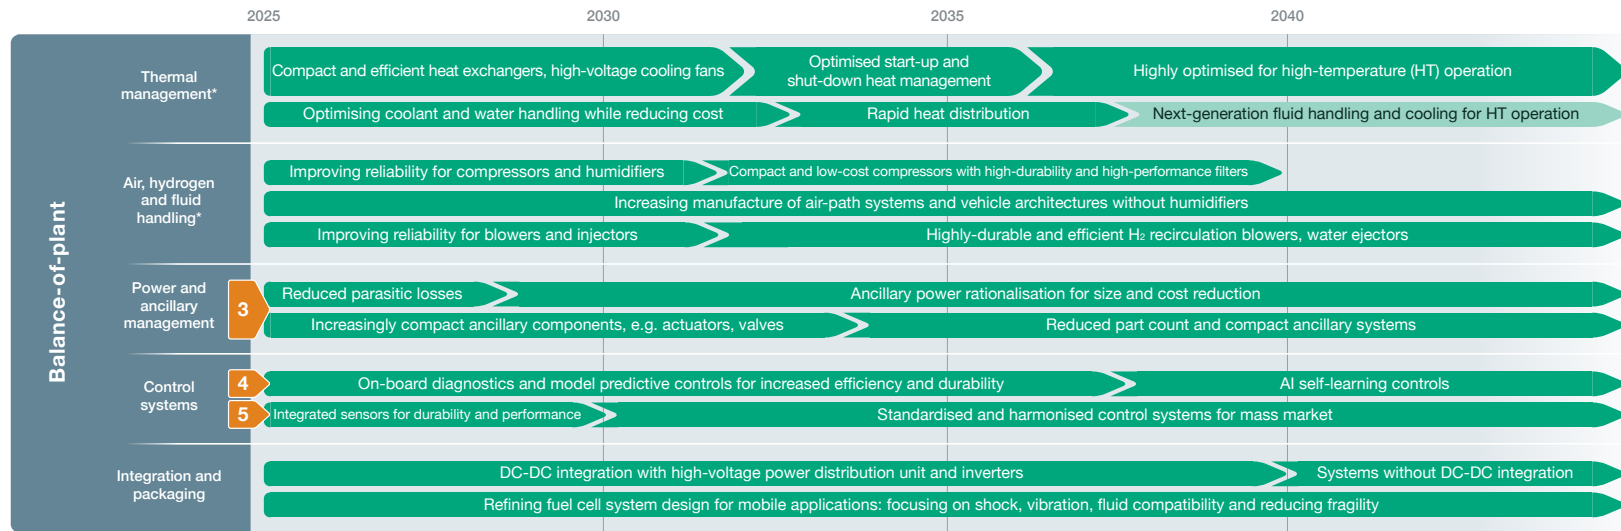 2025 2030 2035 2040
Balance-of-plant
Thermal
management*
Compact and efficient heat exchangers, high-voltage cooling fans
Optimised start-up and
shut-down heat management
Highly optimised for high-temperature (HT) operation
Optimising coolant and water handling while reducing cost
Rapid heat distribution
Next-generation fluid handling and cooling for HT operation
Air, hydrogen
and fluid
handling*
Improving reliability for compressors and humidifiers
Compact and low-cost compressors with high-durability and high-performance filters
Increasing manufacture of air-path systems and vehicle architectures without humidifiers
Improving reliability for blowers and injectors
Highly-durable and efficient H₂ recirculation blowers, water ejectors
Power and
ancillary
management
3
Reduced parasitic losses
Ancillary power rationalisation for size and cost reduction
Increasingly compact ancillary components, e.g. actuators, valves
Reduced part count and compact ancillary systems
Control
systems
4
On-board diagnostics and model predictive controls for increased efficiency and durability
AI self-learning controls
5
Integrated sensors for durability and performance
Standardised and harmonised control systems for mass market
Integration and
packaging
DC-DC integration with high-voltage power distribution unit and inverters
Systems without DC-DC integration
Refining fuel cell system design for mobile applications: focusing on shock, vibration, fluid compatibility and reducing fragility